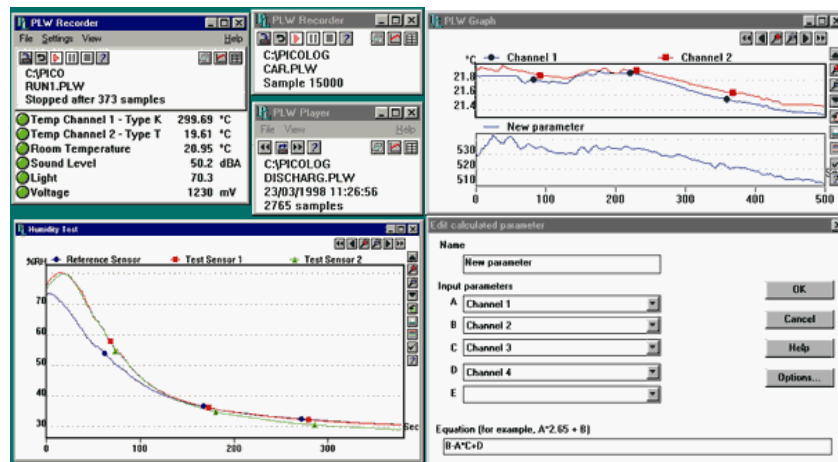 PLW Recorder
File Settings View Help
C:\PICO
RUN1.PLW
Stopped after 373 samples
Temp Channel 1 - Type K 299.69 °C
Temp Channel 2 - Type T 19.61 °C
Room Temperature 20.95 °C
Sound Level 50.2 dBA
Light 70.3
Voltage 1230 mV
PLW Recorder
C:\PICOLOG
CAR.PLW
Sample 15000
PLW Player
File View Help
C:\PICOLOG
DISCHARG.PLW
23/03/1998 11:26:56
2765 samples
PLW Graph
°C Channel 1 Channel 2
21.8
21.6
21.4
New parameter
530
520
510
0 100 200 300 400 500
Humidity Test
%RH Reference Sensor Test Sensor 1 Test Sensor 2
70
60
50
40
30
Sec
0 100 200 300
Edit calculated parameter
Name
New parameter
Input parameters
A Channel 1
B Channel 2
C Channel 3
D Channel 4
E
OK
Cancel
Help
Options...
Equation (for example, A*2.65 + B)
B-A*C+D